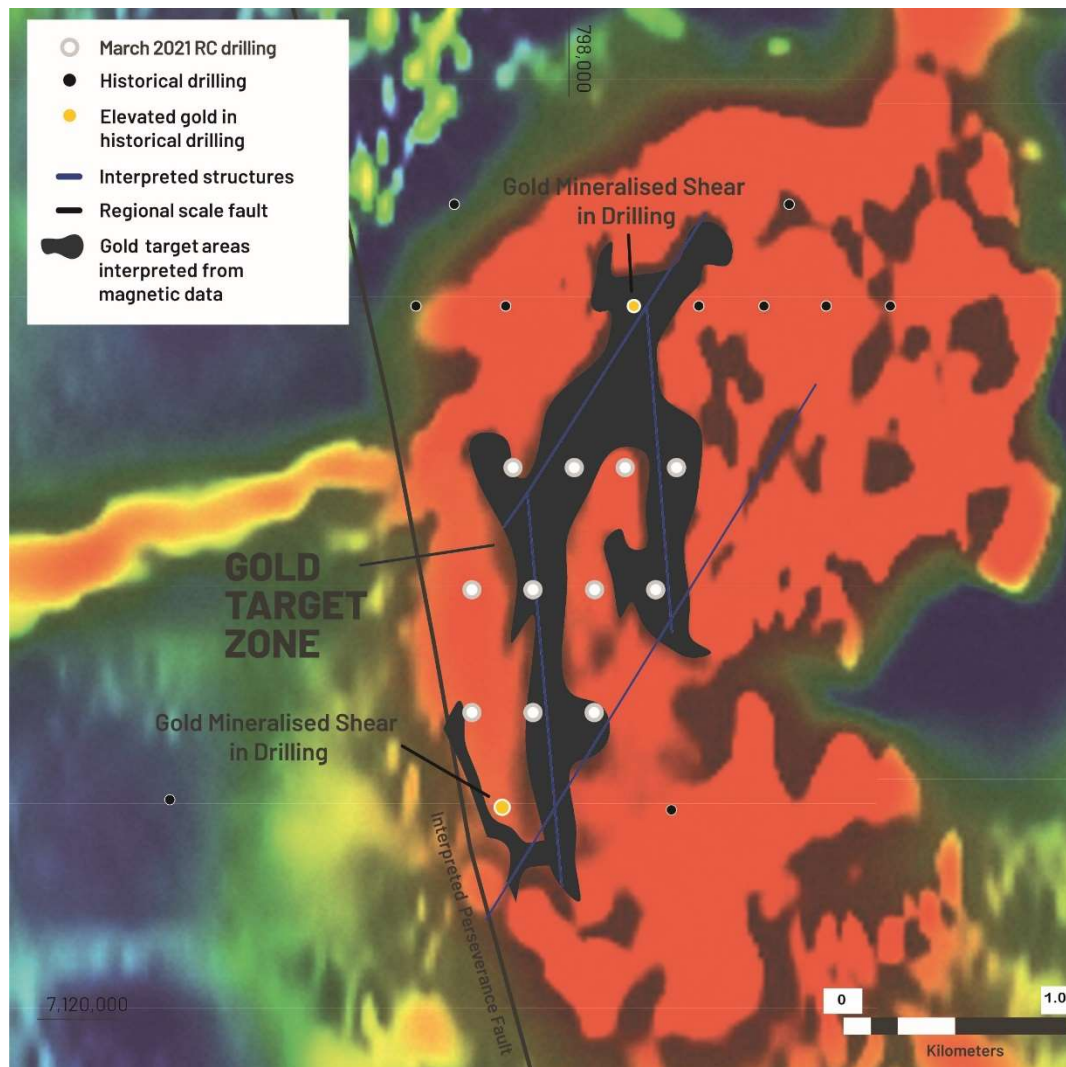 March 2021 RC drilling
Historical drilling
Elevated gold in
historical drilling
Interpreted structures
Regional scale fault
Gold target areas
interpreted from
magnetic data
798,000
Gold Mineralised Shear
in Drilling
GOLD
TARGET
ZONE
Gold Mineralised Shear
in Drilling
Interpreted Perseverance Fault
7,120,000
0
1.0
Kilometers